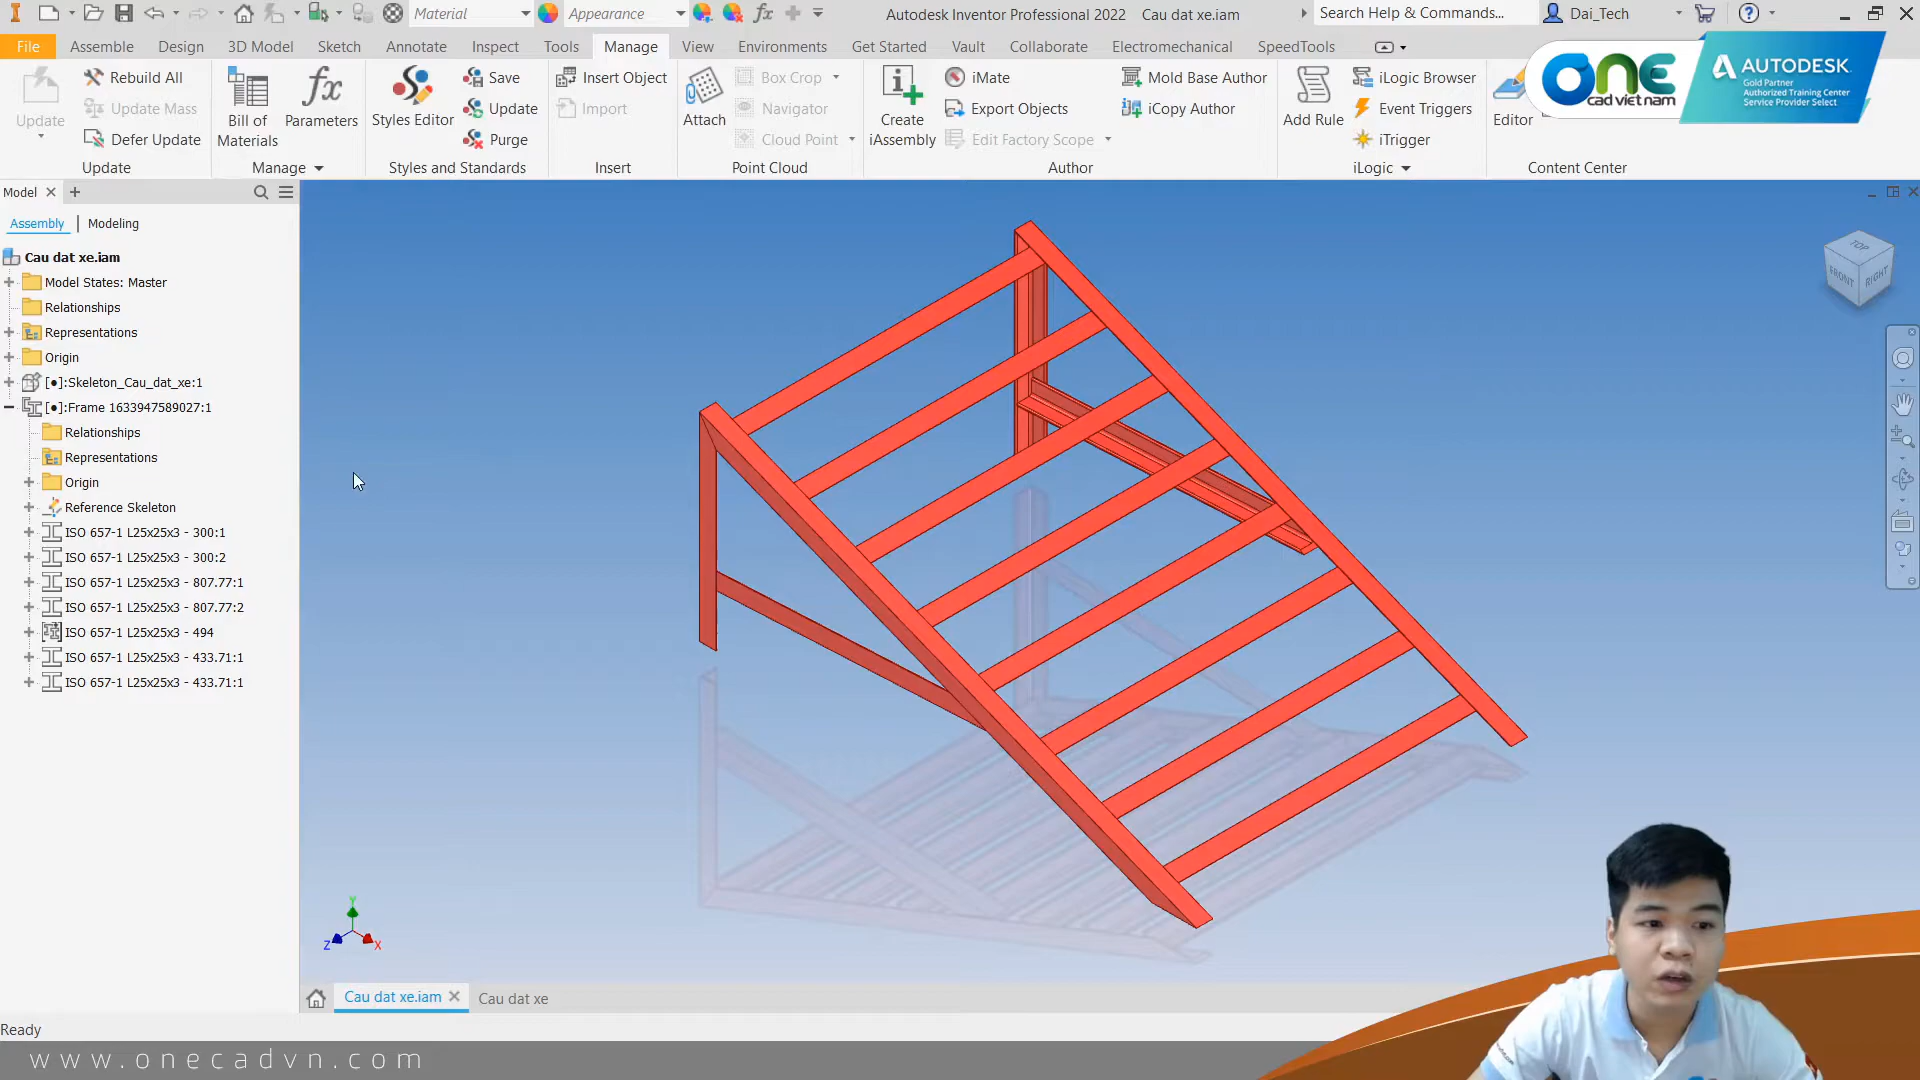 Material
Appearance
Autodesk Inventor Professional 2022 Cau dat xe.iam
Search Help & Commands...
Dai_Tech
File Assemble Design 3D Model Sketch Annotate Inspect Tools Manage View Environments Get Started Vault Collaborate Electromechanical SpeedTools
Update
Rebuild All
Update Mass
Defer Update
Update
Bill of Materials
Parameters
Manage
Styles Editor
Save
Update
Purge
Styles and Standards
Insert Object
Import
Insert
Attach
Box Crop
Navigator
Cloud Point
Point Cloud
Create iAssembly
iMate
Export Objects
Edit Factory Scope
Mold Base Author
iCopy Author
Author
Add Rule
iLogic Browser
Event Triggers
iTrigger
iLogic
Editor
Content Center
ONE
cad viet nam
AUTODESK
Gold Partner
Authorized Training Center
Service Provider Select
Model
Assembly Modeling
Cau dat xe.iam
Model States: Master
Relationships
Representations
Origin
[•]:Skeleton_Cau_dat_xe:1
[•]:Frame 1633947589027:1
Relationships
Representations
Origin
Reference Skeleton
ISO 657-1 L25x25x3 - 300:1
ISO 657-1 L25x25x3 - 300:2
ISO 657-1 L25x25x3 - 807.77:1
ISO 657-1 L25x25x3 - 807.77:2
ISO 657-1 L25x25x3 - 494
ISO 657-1 L25x25x3 - 433.71:1
ISO 657-1 L25x25x3 - 433.71:1
TOP
FRONT
RIGHT
Y
Z
X
Cau dat xe.iam
Cau dat xe
Ready
www.onecadvn.com